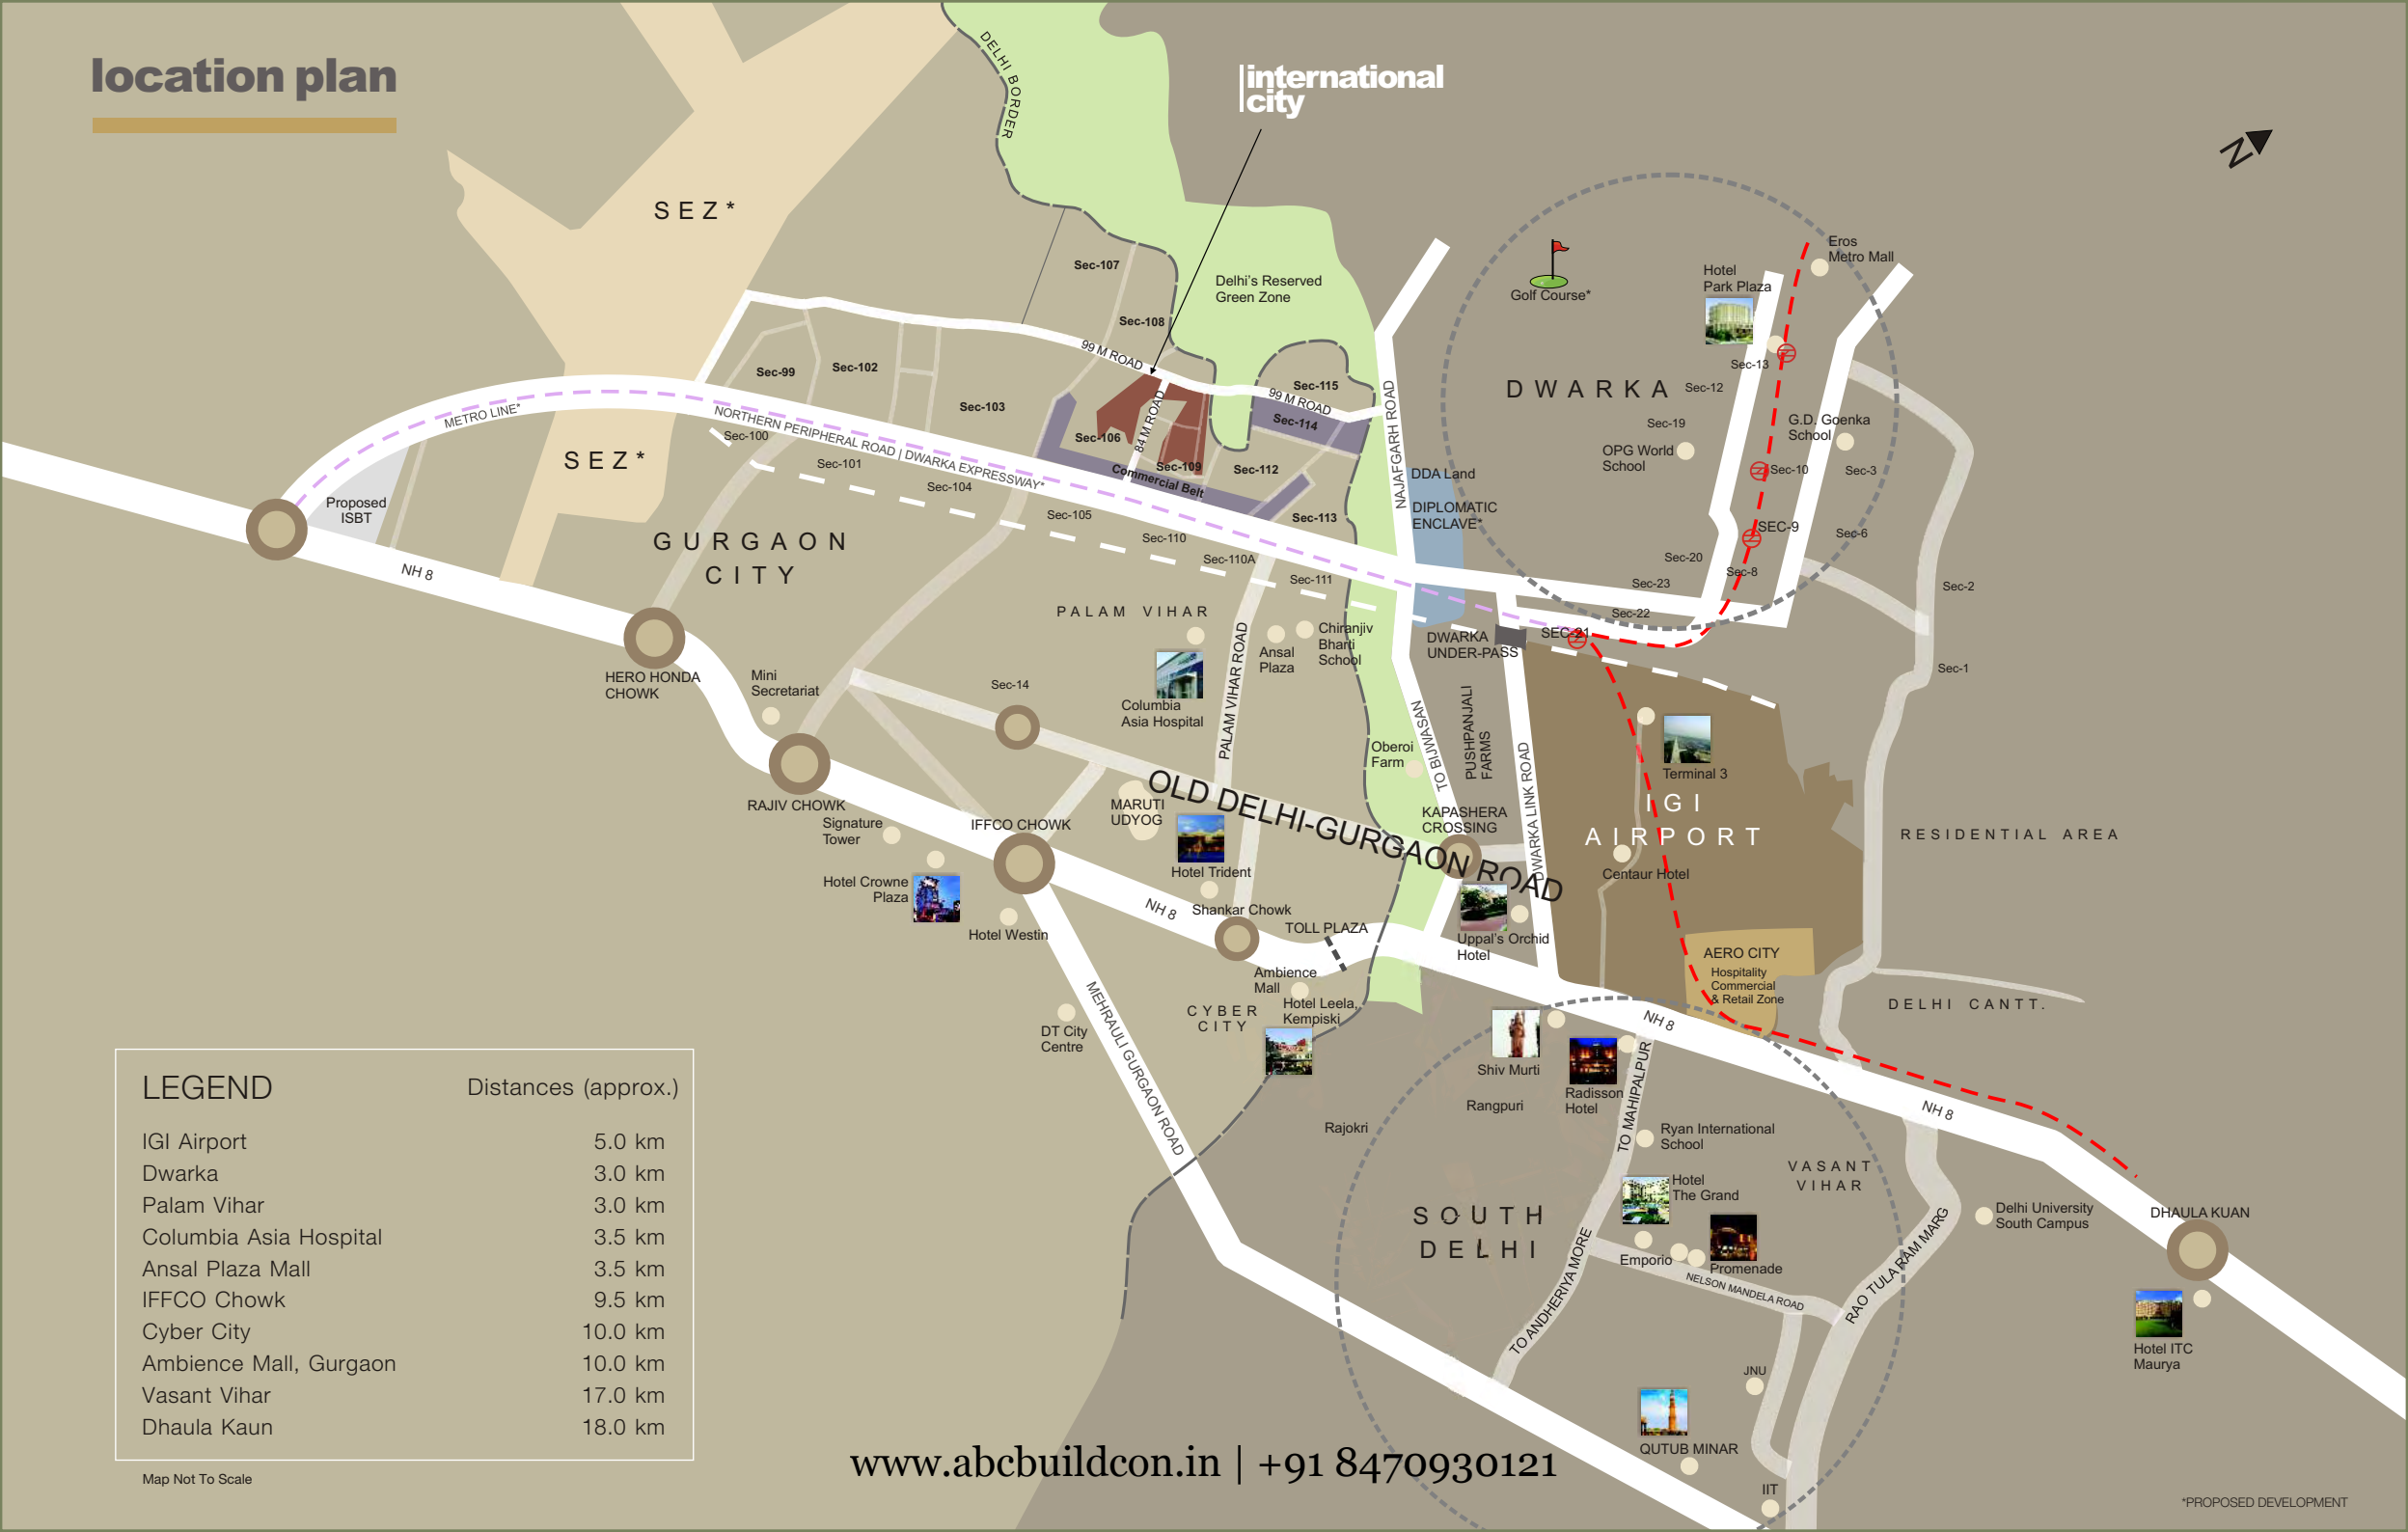 location plan
international
city
N
DELHI BORDER
SEZ*
Sec-107
Delhi's Reserved
Green Zone
Sec-108
99 M ROAD
Sec-99
Sec-102
Sec-103
Sec-115
99 M ROAD
Sec-114
Sec-106
84 M ROAD
Sec-109
Sec-112
Commercial Belt
Sec-113
METRO LINE*
NORTHERN PERIPHERAL ROAD | DWARKA EXPRESSWAY*
Sec-100
Sec-101
Sec-104
Sec-105
Sec-110
Sec-110A
Sec-111
SEZ*
Proposed
ISBT
NH 8
GURGAON
CITY
NAJAFGARH ROAD
DDA Land
DIPLOMATIC
ENCLAVE*
Golf Course*
Eros
Metro Mall
Hotel
Park Plaza
DWARKA
Sec-13
Sec-12
Sec-19
OPG World
School
G.D. Goenka
School
Sec-10
Sec-3
SEC-9
Sec-6
Sec-20
Sec-8
Sec-23
Sec-22
SEC-21
Sec-2
Sec-1
PALAM VIHAR
PALAM VIHAR ROAD
Ansal
Plaza
Chiranjiv
Bharti
School
DWARKA
UNDER-PASS
Columbia
Asia Hospital
HERO HONDA
CHOWK
Mini
Secretariat
Sec-14
RAJIV CHOWK
Signature
Tower
IFFCO CHOWK
Hotel Crowne
Plaza
Hotel Westin
MARUTI
UDYOG
OLD DELHI-GURGAON ROAD
Hotel Trident
NH 8
Shankar Chowk
TOLL PLAZA
Oberoi
Farm
TO BIJWASAN
PUSHPANJALI
FARMS
DWARKA LINK ROAD
KAPASHERA
CROSSING
Uppal's Orchid
Hotel
Terminal 3
IGI
AIRPORT
Centaur Hotel
RESIDENTIAL AREA
AERO CITY
Hospitality
Commercial
& Retail Zone
DELHI CANTT.
Ambience
Mall
Hotel Leela,
Kempiski
CYBER
CITY
DT City
Centre
MEHRAULI GURGAON ROAD
NH 8
Shiv Murti
Radisson
Hotel
TO MAHIPALPUR
Rangpuri
Rajokri
Ryan International
School
NH 8
VASANT
VIHAR
Hotel
The Grand
SOUTH
DELHI
Emporio
Promenade
NELSON MANDELA ROAD
TO ANDHERIYA MORE
RAO TULA RAM MARG
Delhi University
South Campus
DHAULA KUAN
Hotel ITC
Maurya
JNU
QUTUB MINAR
IIT
LEGEND Distances (approx.)
IGI Airport 5.0 km
Dwarka 3.0 km
Palam Vihar 3.0 km
Columbia Asia Hospital 3.5 km
Ansal Plaza Mall 3.5 km
IFFCO Chowk 9.5 km
Cyber City 10.0 km
Ambience Mall, Gurgaon 10.0 km
Vasant Vihar 17.0 km
Dhaula Kaun 18.0 km
Map Not To Scale
www.abcbuildcon.in | +91 8470930121
*PROPOSED DEVELOPMENT